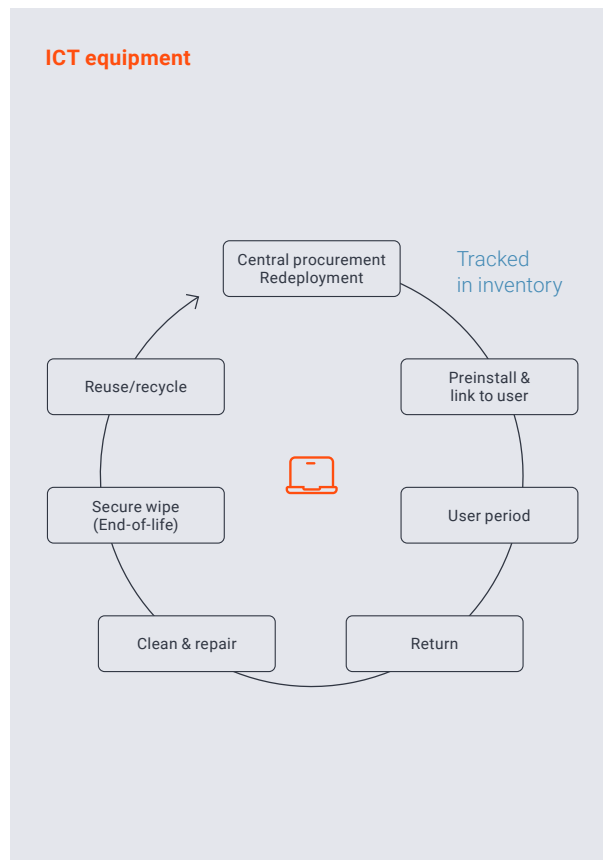 ICT equipment
Central procurement
Redeployment
Tracked
in inventory
Preinstall &
link to user
User period
Return
Clean & repair
Secure wipe
(End-of-life)
Reuse/recycle